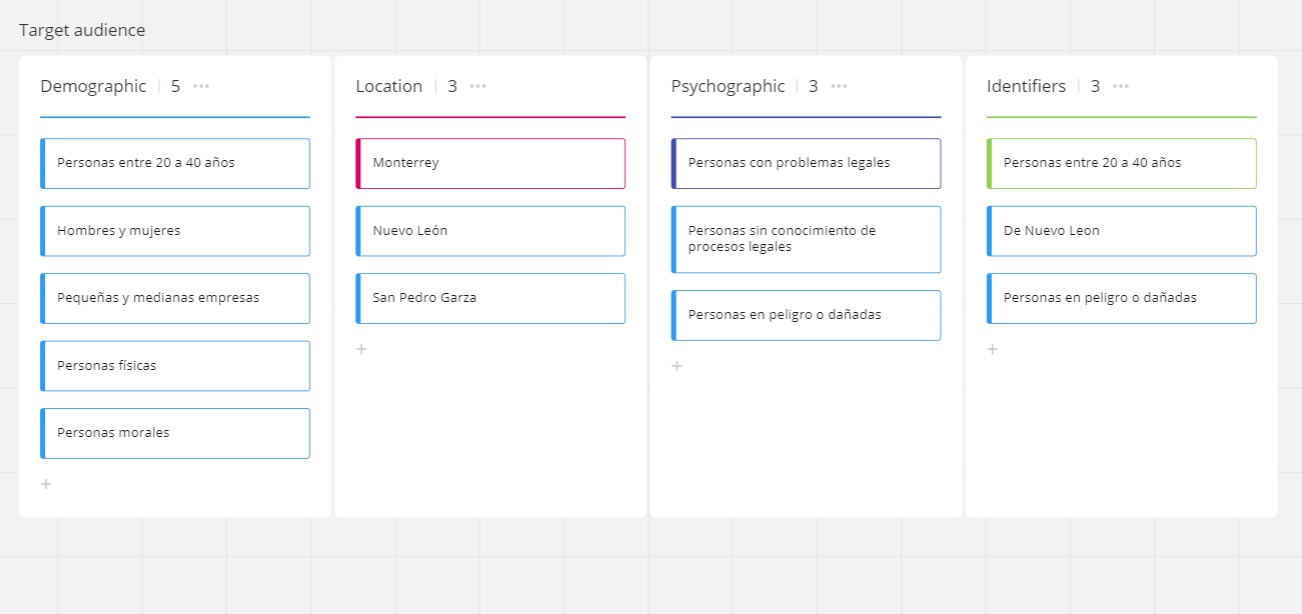 Target audience
Demographic | 5 ...
Personas entre 20 a 40 años
Hombres y mujeres
Pequeñas y medianas empresas
Personas físicas
Personas morales
+
Location | 3 ...
Monterrey
Nuevo León
San Pedro Garza
+
Psychographic | 3 ...
Personas con problemas legales
Personas sin conocimiento de
procesos legales
Personas en peligro o dañadas
+
Identifiers | 3 ...
Personas entre 20 a 40 años
De Nuevo Leon
Personas en peligro o dañadas
+